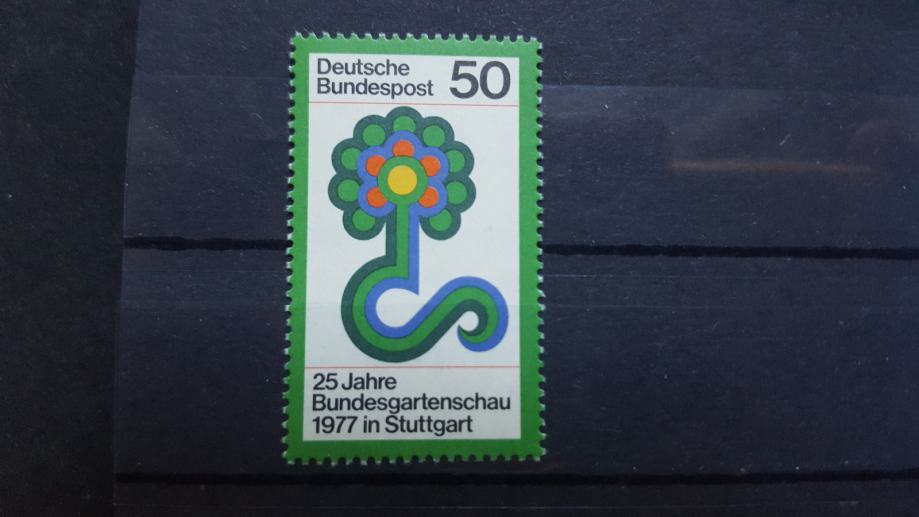 Deutsche
Bundespost 50
25 Jahre
Bundesgartenschau
1977 in Stuttgart